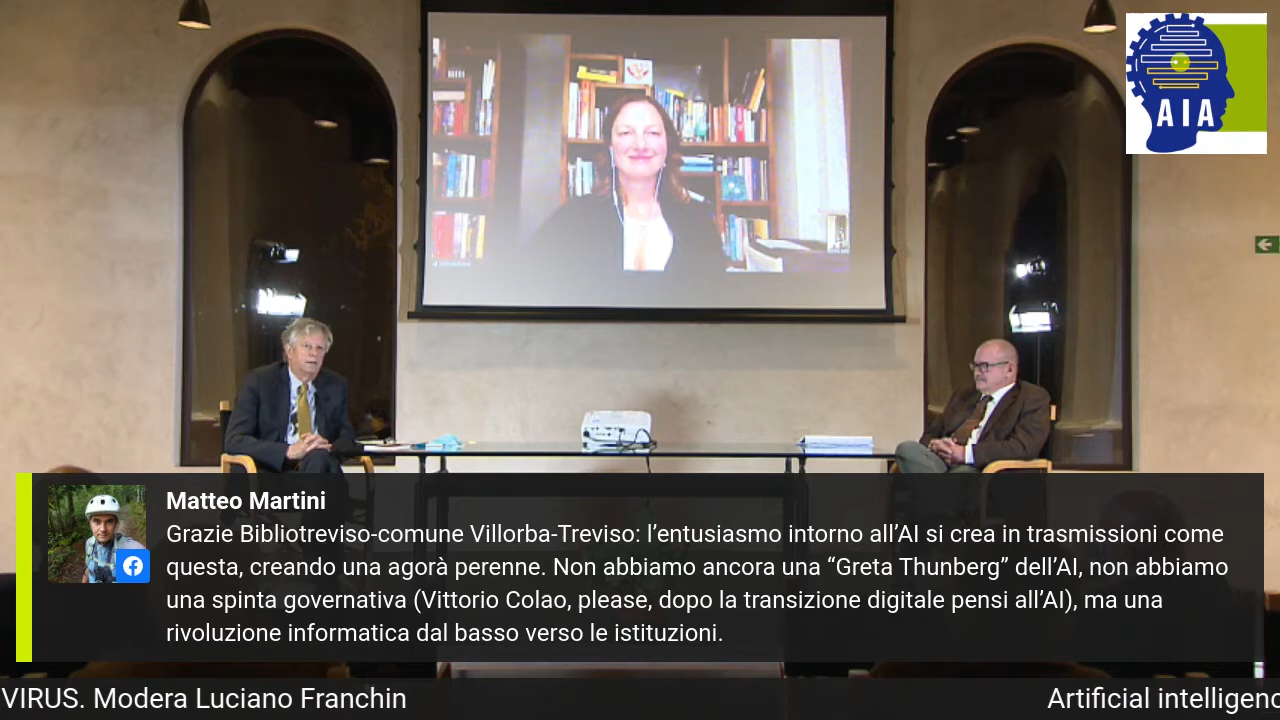 AIA
Matteo Martini
Grazie Bibliotreviso-comune Villorba-Treviso: l’entusiasmo intorno all’AI si crea in trasmissioni come
questa, creando una agorà perenne. Non abbiamo ancora una “Greta Thunberg” dell’AI, non abbiamo
una spinta governativa (Vittorio Colao, please, dopo la transizione digitale pensi all’AI), ma una
rivoluzione informatica dal basso verso le istituzioni.
VIRUS. Modera Luciano Franchin
Artificial intelligenc